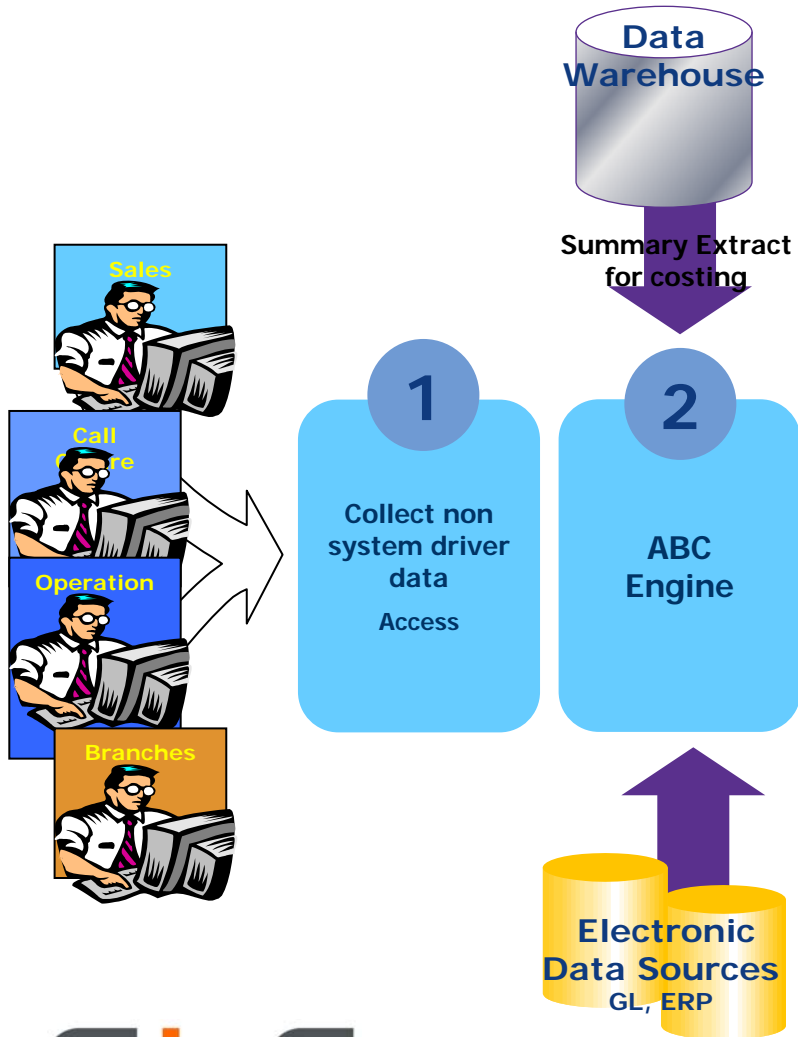 Data
Warehouse
Summary Extract
for costing
Sales
Call
Operation
Branches
1
Collect non
system driver
data
Access
2
ABC
Engine
Electronic
Data Sources
GL, ERP